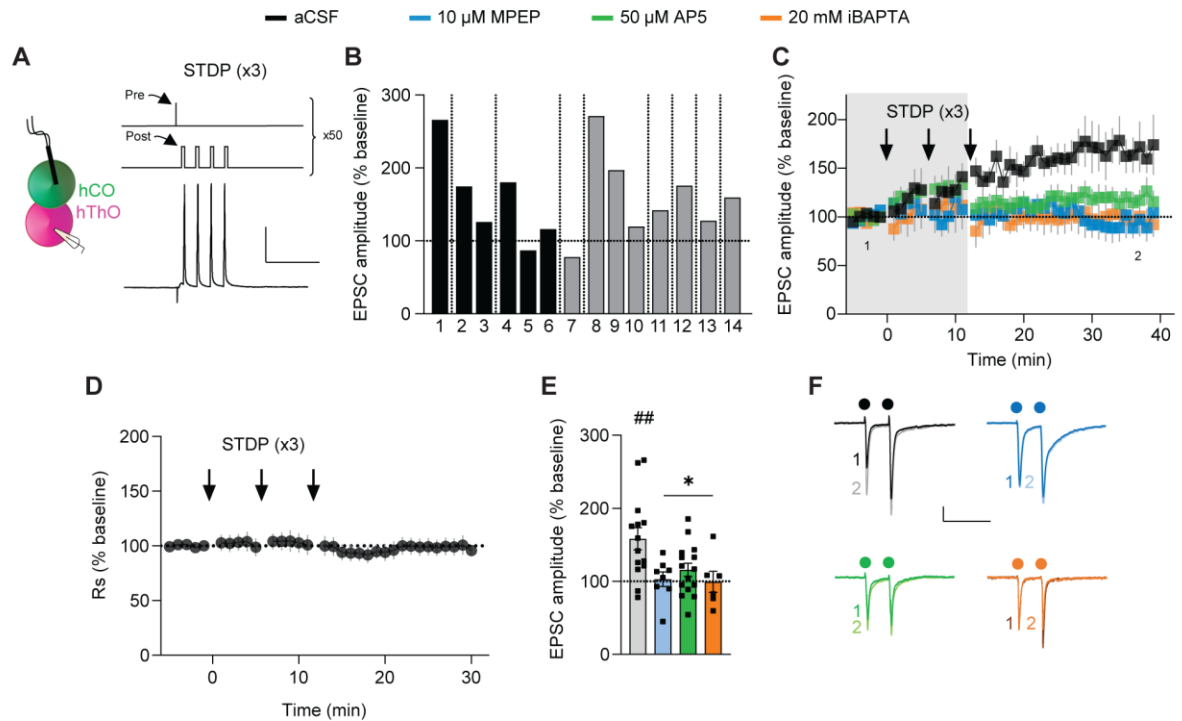 aCSF 10 µM MPEP 50 µM AP5 20 mM iBAPTA
A
STDP (x3)
Pre
Post
x50
hCO
hThO
B
EPSC amplitude (% baseline)
300
200
100
0
1 2 3 4 5 6 7 8 9 10 11 12 13 14
C
EPSC amplitude (% baseline)
STDP (x3)
200
150
100
50
0
1
2
0 10 20 30 40
Time (min)
D
Rs (% baseline)
STDP (x3)
200
150
100
50
0
0 10 20 30
Time (min)
E
EPSC amplitude (% baseline)
##
*
300
200
100
0
F
1
2
1 2
1
2
1 2